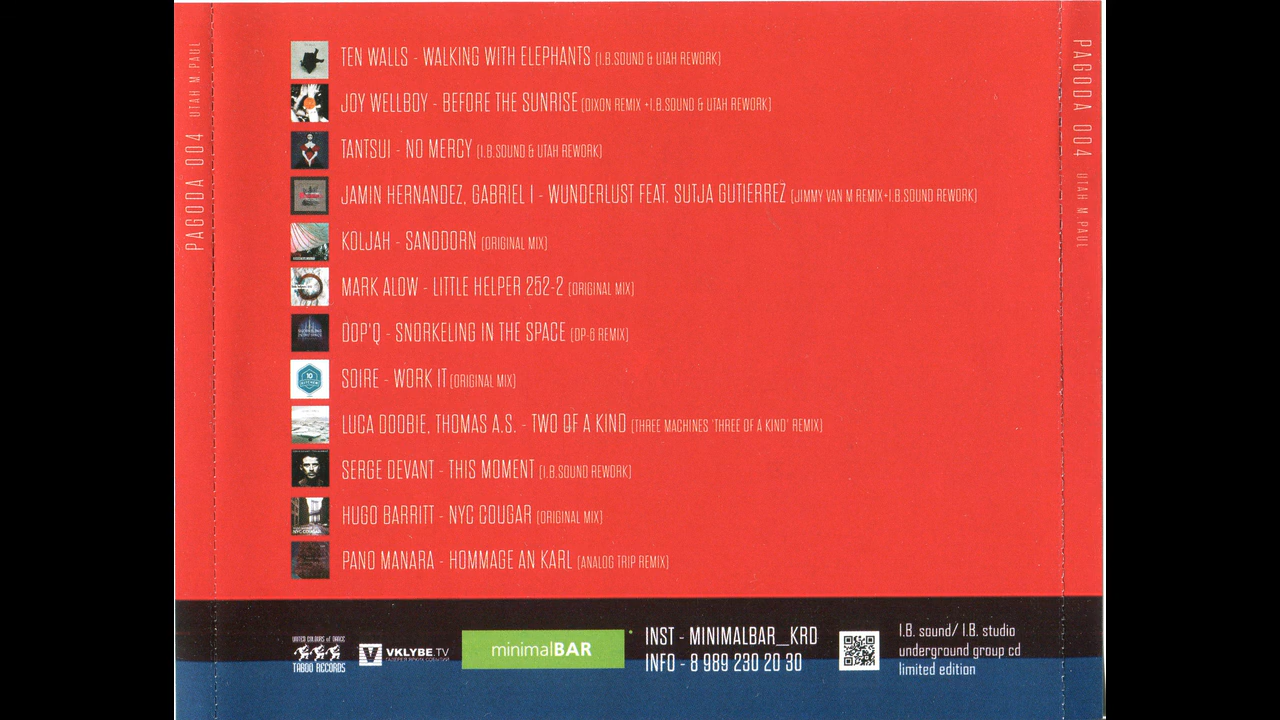 PAGODA 004 UTAH M PAUL
TEN WALLS - WALKING WITH ELEPHANTS (I.B.SOUND & UTAH REWORK)
JOY WELLBOY - BEFORE THE SUNRISE (DIXON REMIX +I.B.SOUND & UTAH REWORK)
TANTSUI - NO MERCY (I.B.SOUND & UTAH REWORK)
JAMIN HERNANDEZ, GABRIEL I - WUNDERLUST FEAT. SUTJA GUTIERREZ (JIMMY VAN M REMIX+I.B.SOUND REWORK)
KOLJAH - SANDDORN (ORIGINAL MIX)
MARK ALOW - LITTLE HELPER 252-2 (ORIGINAL MIX)
DOP'Q - SNORKELING IN THE SPACE (DP-6 REMIX)
SOIRE - WORK IT (ORIGINAL MIX)
LUCA DOOBIE, THOMAS A.S. - TWO OF A KIND (THREE MACHINES 'THREE OF A KIND' REMIX)
SERGE DEVANT - THIS MOMENT (I.B.SOUND REWORK)
HUGO BARRITT - NYC COUGAR (ORIGINAL MIX)
PANO MANARA - HOMMAGE AN KARL (ANALOG TRIP REMIX)
PAGODA 004 UTAH M PAUL
UNITED COLOURS of DANCE
TABOO RECORDS
VKLYBE.TV
ГАЛЕРЕЯ ЯРКИХ СОБЫТИЙ
minimalBAR
INST - MINIMALBAR_KRD
INFO - 8 989 230 20 30
I.B. sound/ I.B. studio
underground group cd
limited edition